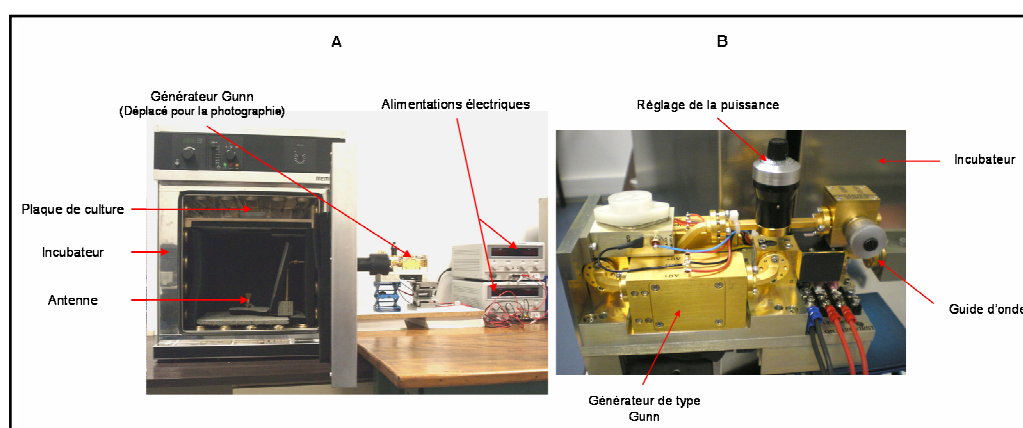 A
B
Générateur Gunn
(Déplacé pour la photographie)
Alimentations électriques
Réglage de la puissance
Incubateur
Plaque de culture
Incubateur
Antenne
Guide d'onde
Générateur de type
Gunn